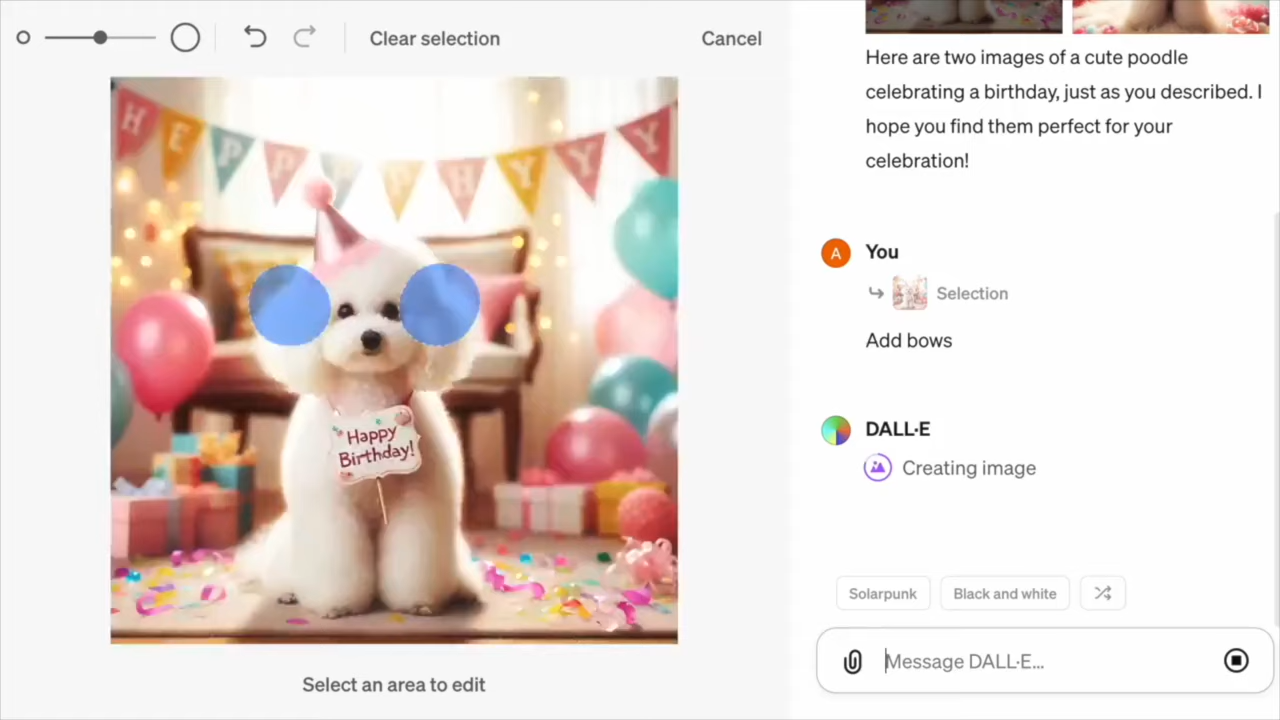 Clear selection
Cancel
H E P P P H Y Y Y
Happy
Birthday!
Select an area to edit
Here are two images of a cute poodle
celebrating a birthday, just as you described. I
hope you find them perfect for your
celebration!
A
You
Selection
Add bows
DALL·E
Creating image
Solarpunk
Black and white
Message DALL·E...